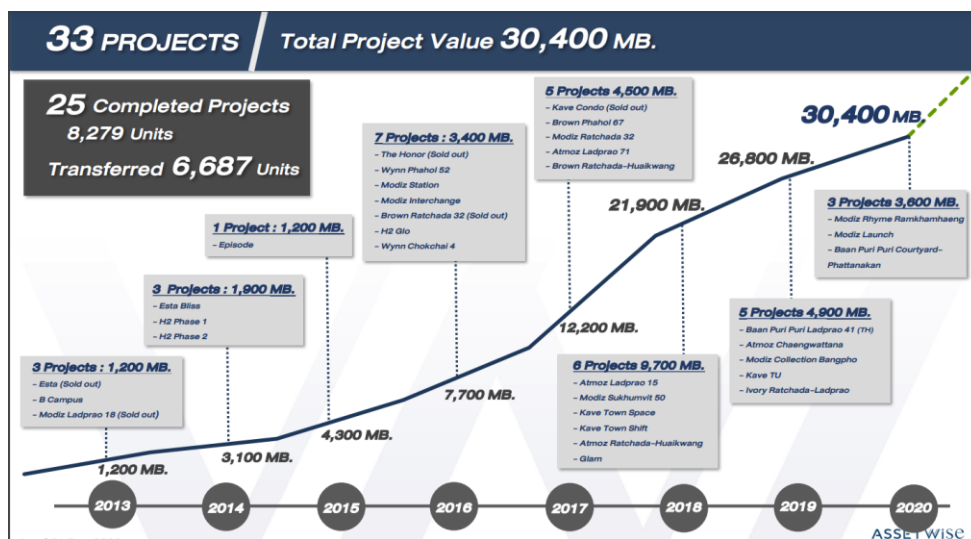 33 PROJECTS / Total Project Value 30,400 MB.
25 Completed Projects
8,279 Units
Transferred 6,687 Units
3 Projects : 1,200 MB.
- Esta (Sold out)
- B Campus
- Modiz Ladprao 18 (Sold out)
1,200 MB.
3 Projects : 1,900 MB.
- Esta Bliss
- H2 Phase 1
- H2 Phase 2
3,100 MB.
1 Project : 1,200 MB.
- Episode
4,300 MB.
7 Projects : 3,400 MB.
- The Honor (Sold out)
- Wynn Phahol 52
- Modiz Station
- Modiz Interchange
- Brown Ratchada 32 (Sold out)
- H2 Glo
- Wynn Chokchai 4
7,700 MB.
5 Projects 4,500 MB.
- Kave Condo (Sold out)
- Brown Phahol 67
- Modiz Ratchada 32
- Atmoz Ladprao 71
- Brown Ratchada-Huaikwang
12,200 MB.
6 Projects 9,700 MB.
- Atmoz Ladprao 15
- Modiz Sukhumvit 50
- Kave Town Space
- Kave Town Shift
- Atmoz Ratchada-Huaikwang
- Glam
21,900 MB.
5 Projects 4,900 MB.
- Baan Puri Puri Ladprao 41 (TH)
- Atmoz Chaengwattana
- Modiz Collection Bangpho
- Kave TU
- Ivory Ratchada-Ladprao
26,800 MB.
3 Projects 3,600 MB.
- Modiz Rhyme Ramkhamhaeng
- Modiz Launch
- Baan Puri Puri Courtyard-
Phattanakan
30,400 MB.
2013
2014
2015
2016
2017
2018
2019
2020
ASSETWISE